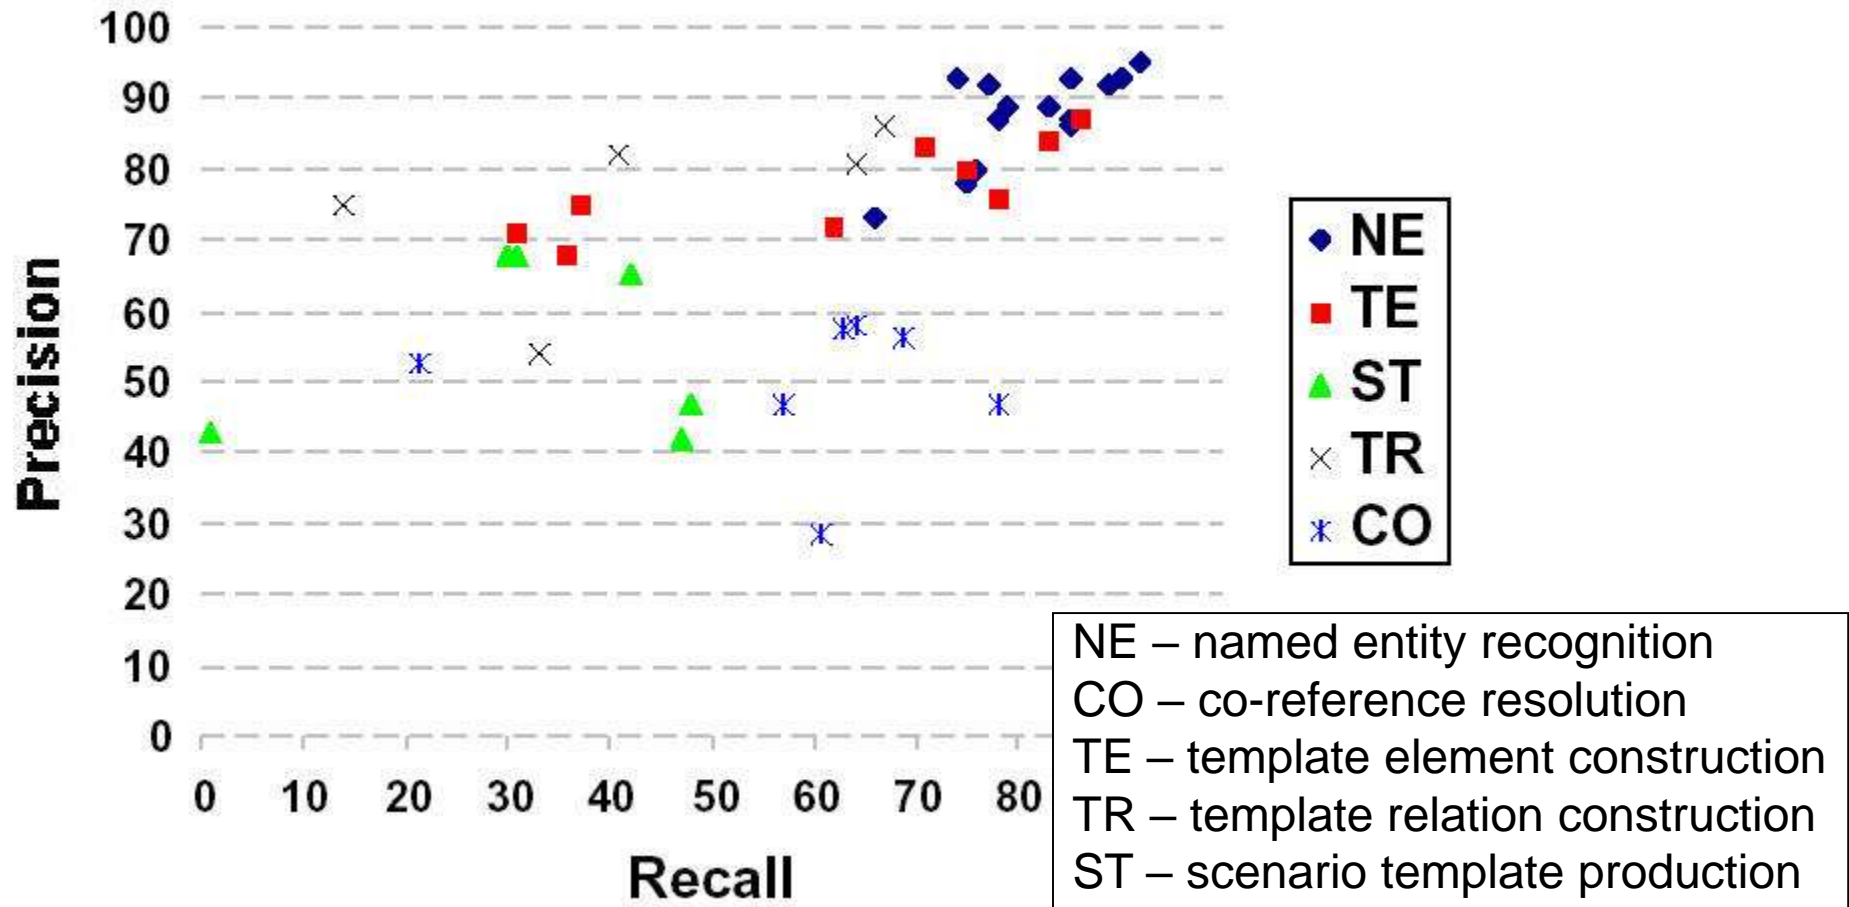 100
90
80
70
60
50
40
30
20
10
0
Precision
0 10 20 30 40 50 60 70 80
Recall
NE
TE
ST
TR
CO
NE – named entity recognition
CO – co-reference resolution
TE – template element construction
TR – template relation construction
ST – scenario template production